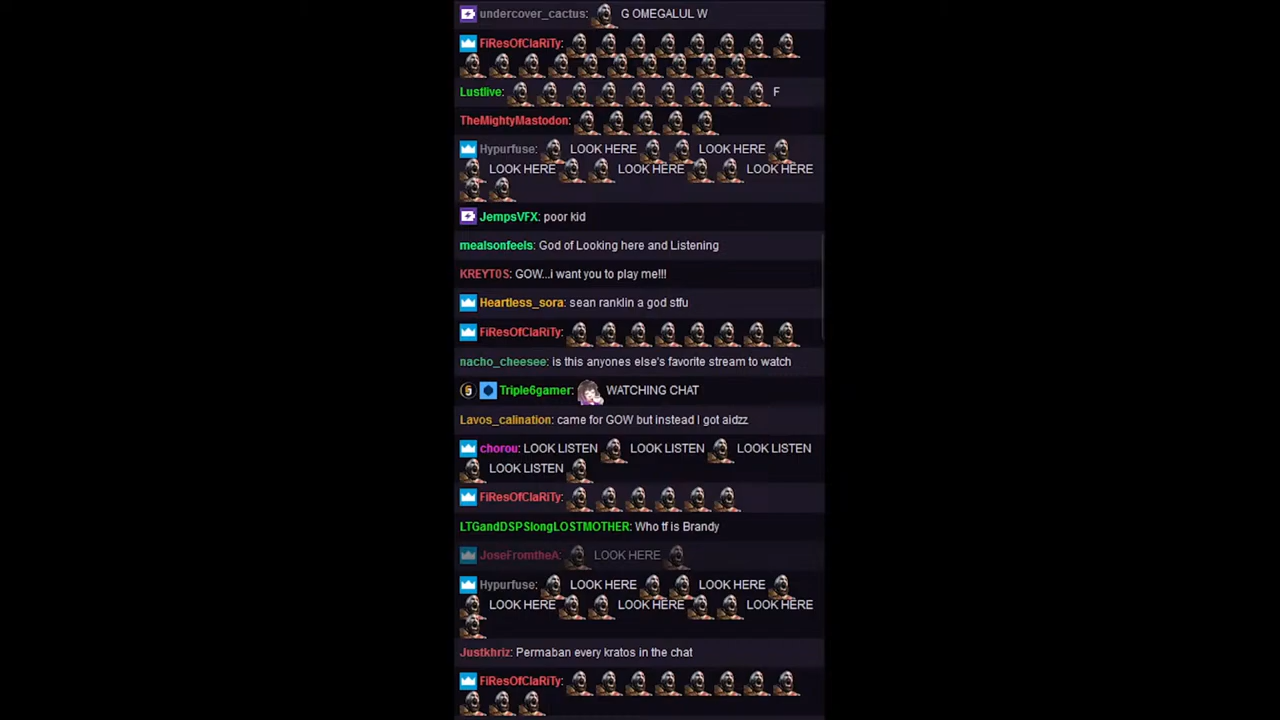 undercover_cactus: G OMEGALUL W
FiResOfClaRiTy:
Lustlive: F
TheMightyMastodon:
Hypurfuse: LOOK HERE LOOK HERE
LOOK HERE LOOK HERE LOOK HERE
JempsVFX: poor kid
mealsonfeels: God of Looking here and Listening
KREYT0S: GOW...i want you to play me!!!
Heartless_sora: sean ranklin a god stfu
FiResOfClaRiTy:
nacho_cheesee: is this anyones else's favorite stream to watch
Triple6gamer: WATCHING CHAT
Lavos_calination: came for GOW but instead I got aidzz
chorou: LOOK LISTEN LOOK LISTEN LOOK LISTEN
LOOK LISTEN
FiResOfClaRiTy:
LTGandDSPSlongLOSTMOTHER: Who tf is Brandy
JoseFromtheA: LOOK HERE
Hypurfuse: LOOK HERE LOOK HERE
LOOK HERE LOOK HERE LOOK HERE
Justkhriz: Permaban every kratos in the chat
FiResOfClaRiTy: